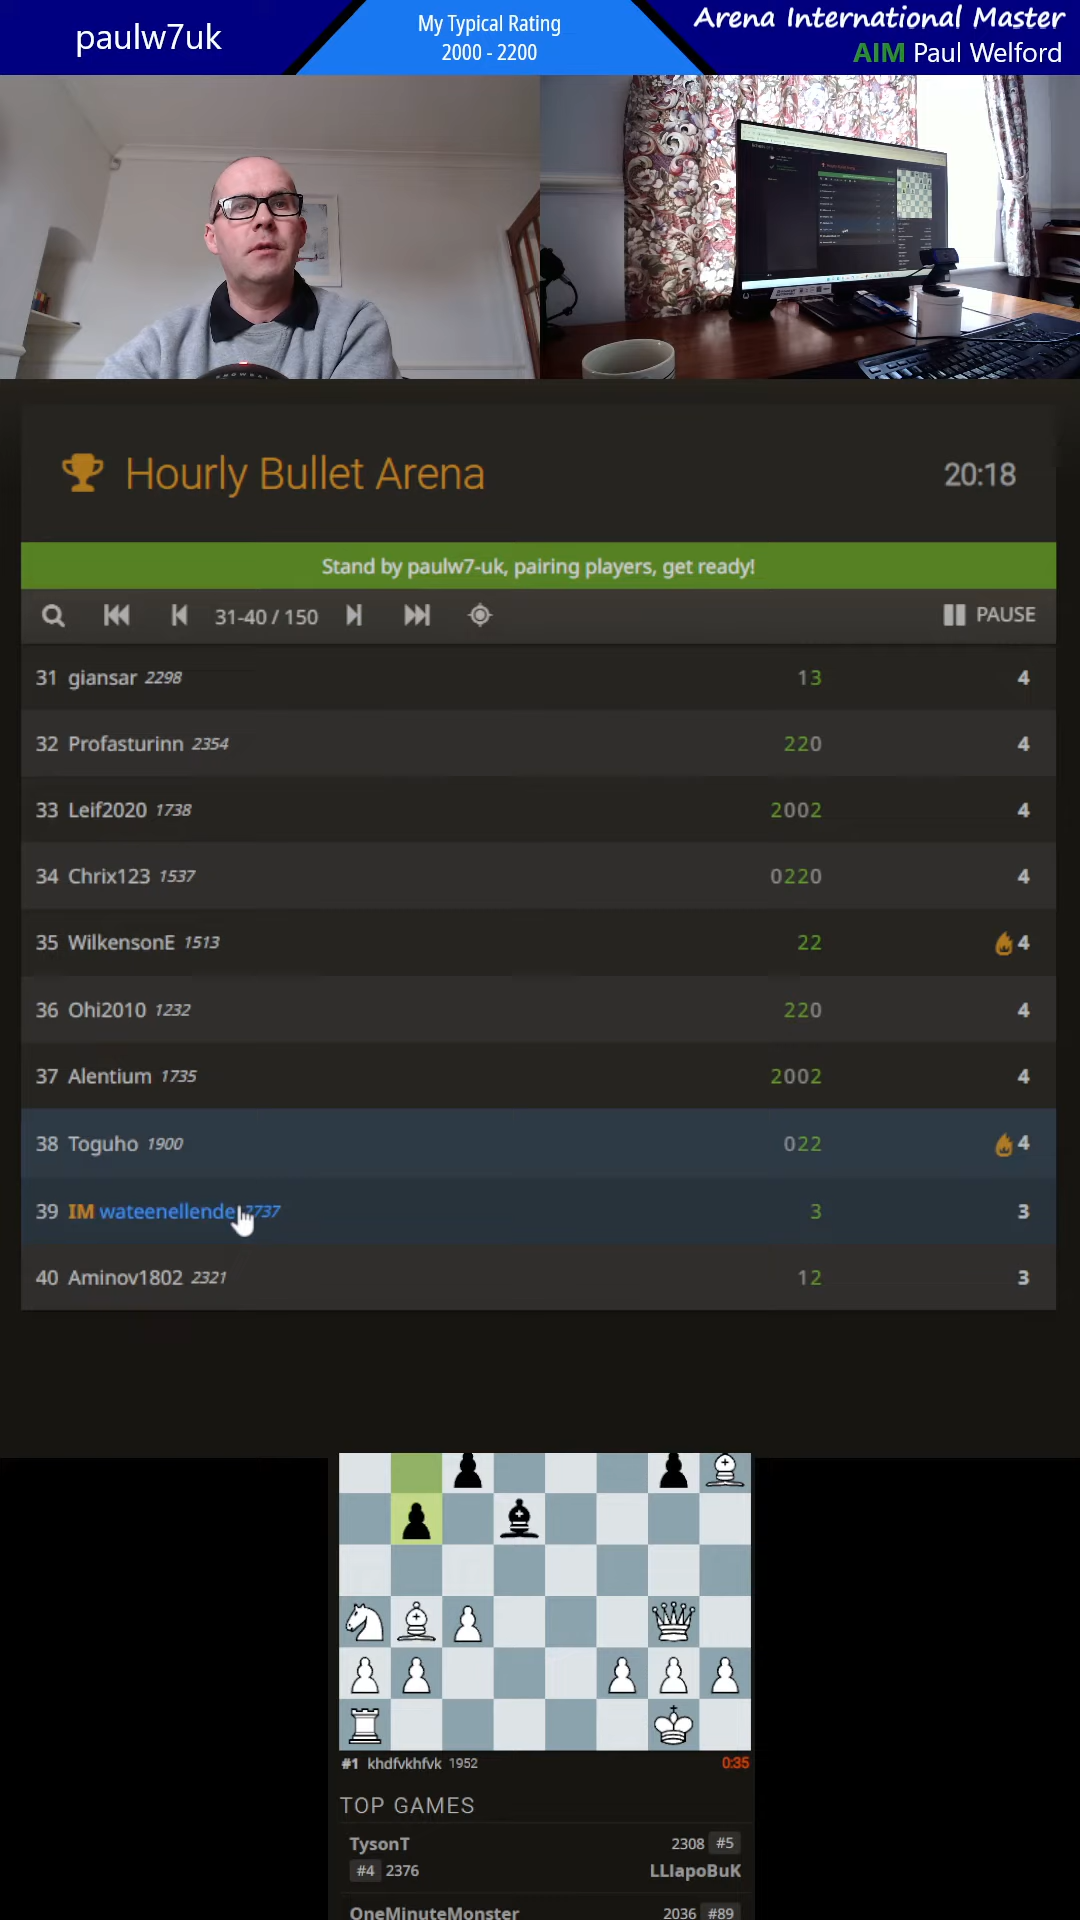 paulw7uk
My Typical Rating
2000 - 2200
Arena International Master
AIM Paul Welford
Hourly Bullet Arena
20:18
Stand by paulw7-uk, pairing players, get ready!
31-40 / 150
PAUSE
31 giansar 2298 13 4
32 Profasturinn 2354 220 4
33 Leif2020 1738 2002 4
34 Chrix123 1537 0220 4
35 WilkensonE 1513 22 4
36 Ohi2010 1232 220 4
37 Alentium 1735 2002 4
38 Toguho 1900 022 4
39 IM wateenellende 2737 3 3
40 Aminov1802 2321 12 3
#1 khdfvkhfvk 1952 0:35
TOP GAMES
TysonT 2308 #5
#4 2376 LLlapoBuK
OneMinuteMonster 2036 #89